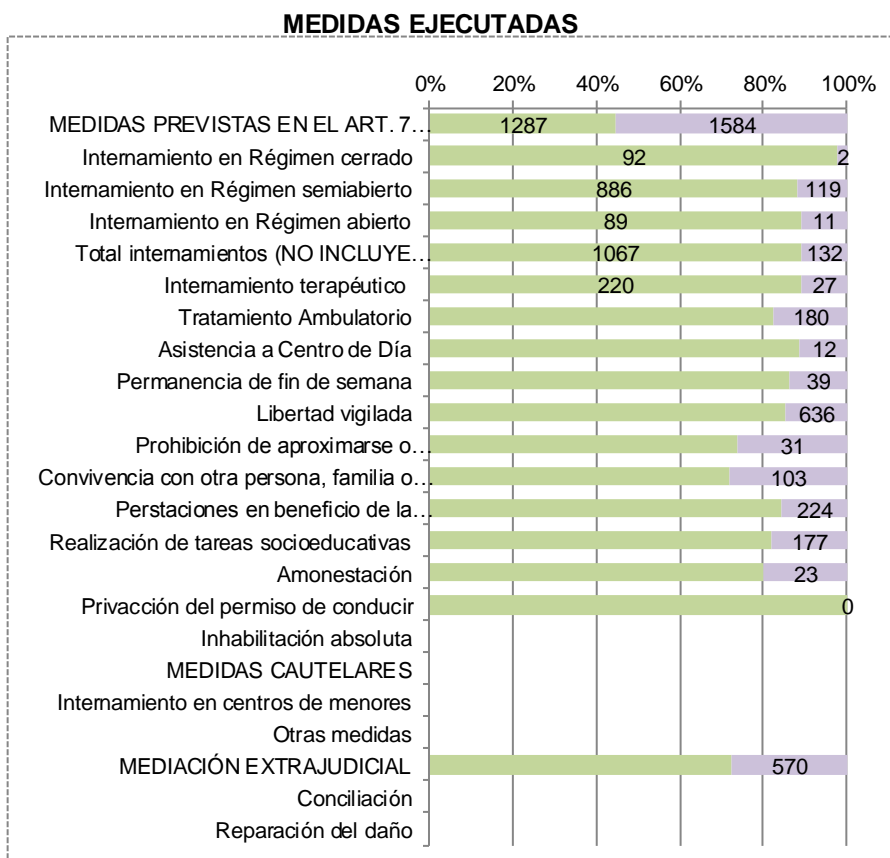 MEDIDAS EJECUTADAS
0% 20% 40% 60% 80% 100%
MEDIDAS PREVISTAS EN EL ART. 7… 1287 1584
Internamiento en Régimen cerrado 92 2
Internamiento en Régimen semiabierto 886 119
Internamiento en Régimen abierto 89 11
Total internamientos (NO INCLUYE… 1067 132
Internamiento terapéutico 220 27
Tratamiento Ambulatorio 180
Asistencia a Centro de Día 12
Permanencia de fin de semana 39
Libertad vigilada 636
Prohibición de aproximarse o… 31
Convivencia con otra persona, familia o… 103
Perstaciones en beneficio de la… 224
Realización de tareas socioeducativas 177
Amonestación 23
Privacción del permiso de conducir 0
Inhabilitación absoluta
MEDIDAS CAUTELARES
Internamiento en centros de menores
Otras medidas
MEDIACIÓN EXTRAJUDICIAL 570
Conciliación
Reparación del daño